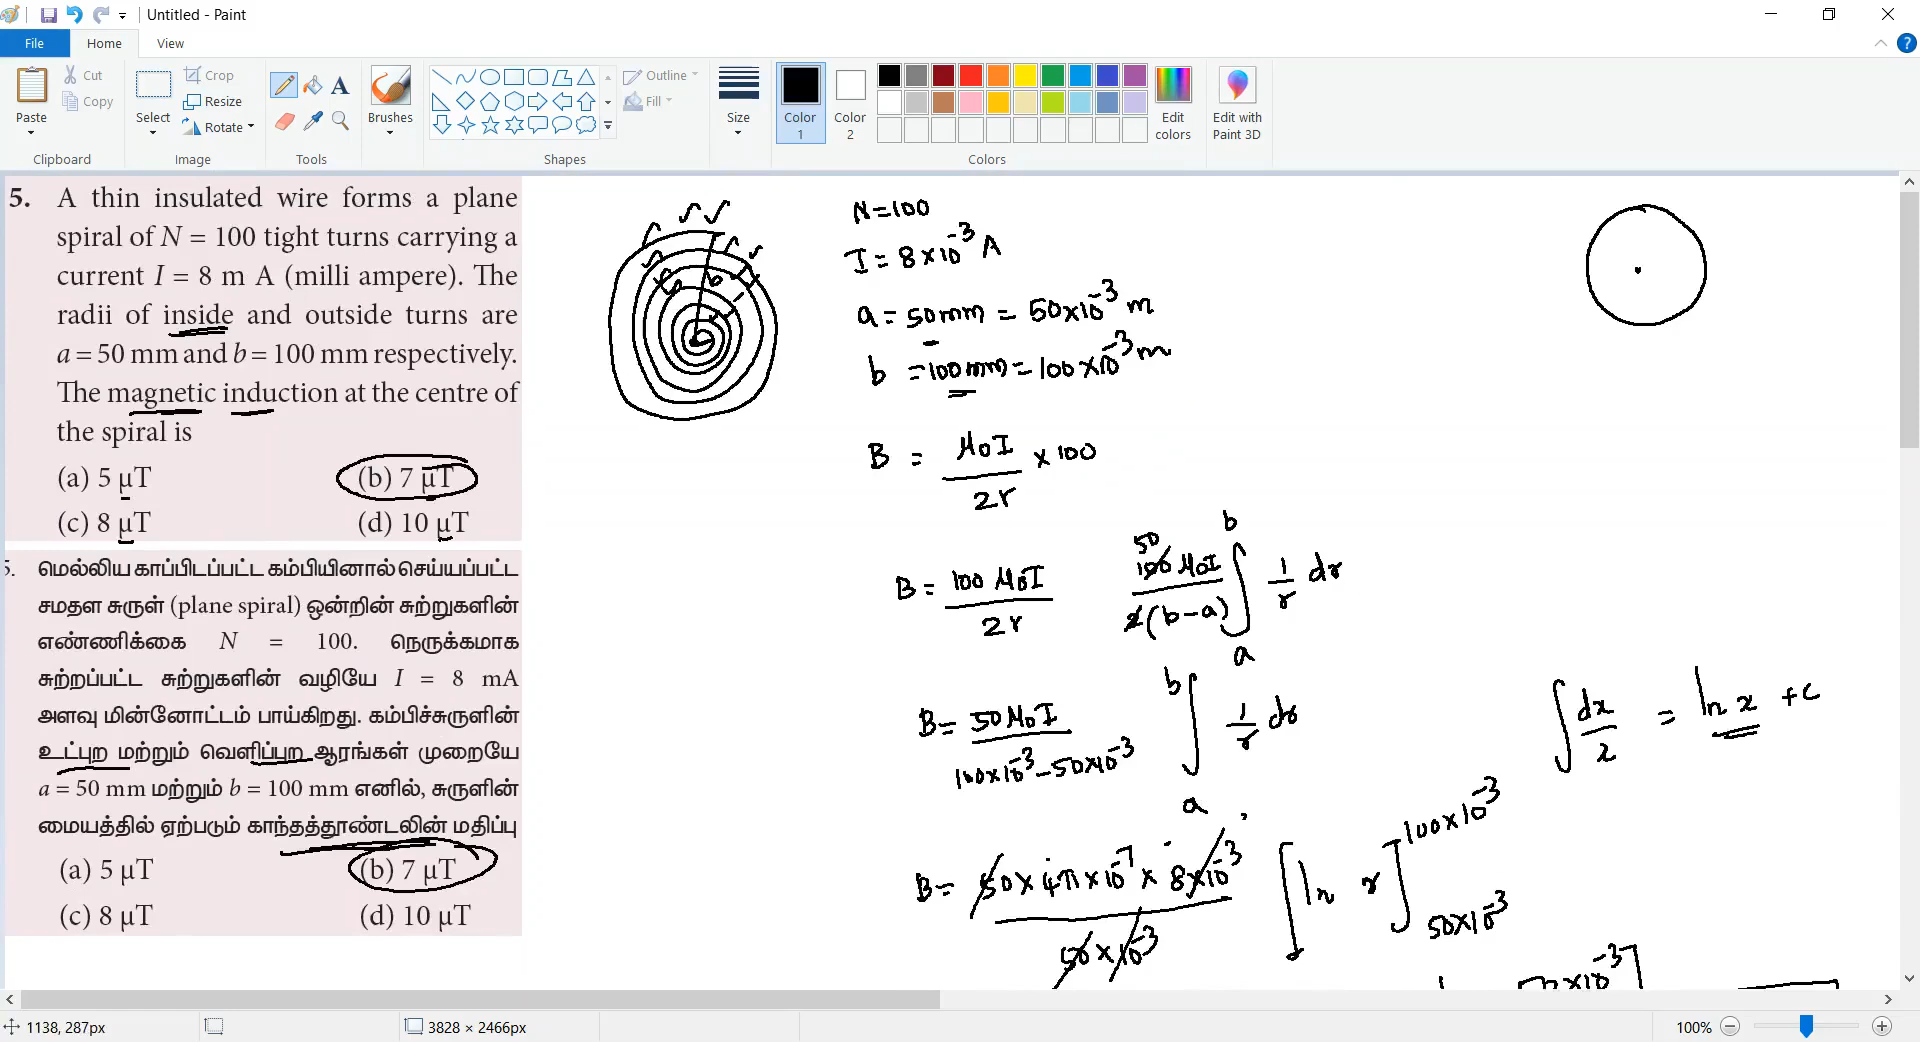 Untitled - Paint
File Home View
Paste
Cut
Copy
Clipboard
Select
Crop
Resize
Rotate
Image
Tools
Brushes
Outline
Fill
Shapes
Size
Color 1
Color 2
Edit colors
Edit with Paint 3D
Colors
5. A thin insulated wire forms a plane
spiral of N = 100 tight turns carrying a
current I = 8 m A (milli ampere). The
radii of inside and outside turns are
a = 50 mm and b = 100 mm respectively.
The magnetic induction at the centre of
the spiral is
(a) 5 μT (b) 7 μT
(c) 8 μT (d) 10 μT
5. மெல்லிய காப்பிடப்பட்ட கம்பியினால் செய்யப்பட்ட
சமதள சுருள் (plane spiral) ஒன்றின் சுற்றுகளின்
எண்ணிக்கை N = 100. நெருக்கமாக
சுற்றப்பட்ட சுற்றுகளின் வழியே I = 8 mA
அளவு மின்னோட்டம் பாய்கிறது. கம்பிச்சுருளின்
உட்புற மற்றும் வெளிப்புற ஆரங்கள் முறையே
a = 50 mm மற்றும் b = 100 mm எனில், சுருளின்
மையத்தில் ஏற்படும் காந்தத்தூண்டலின் மதிப்பு
(a) 5 μT (b) 7 μT
(c) 8 μT (d) 10 μT
b
N=100
I = 8×10⁻³ A
a = 50mm = 50×10⁻³ m
b = 100mm = 100×10⁻³ m
B = μ0I/2r × 100
B = 100 μ0I/2r
50 100 μ0I/2(b-a) ∫ₐᵇ 1/r dr
B = 50μ0I/100×10⁻³-50×10⁻³ ∫ₐᵇ 1/r dr
∫dx/x = ln x + c
B = 50×4π×10⁻⁷×8×10⁻³/50×10⁻³ [ln r] 100×10⁻³ 50×10⁻³
1138, 287px
3828 × 2466px
100%